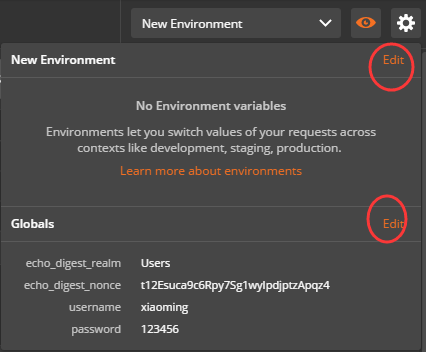 New Environment
New Environment
Edit
No Environment variables
Environments let you switch values of your requests across
contexts like development, staging, production.
Learn more about environments
Globals
Edit
echo_digest_realm Users
echo_digest_nonce t12Esuca9c6Rpy7Sg1wyIpdjptzApqz4
username xiaoming
password 123456